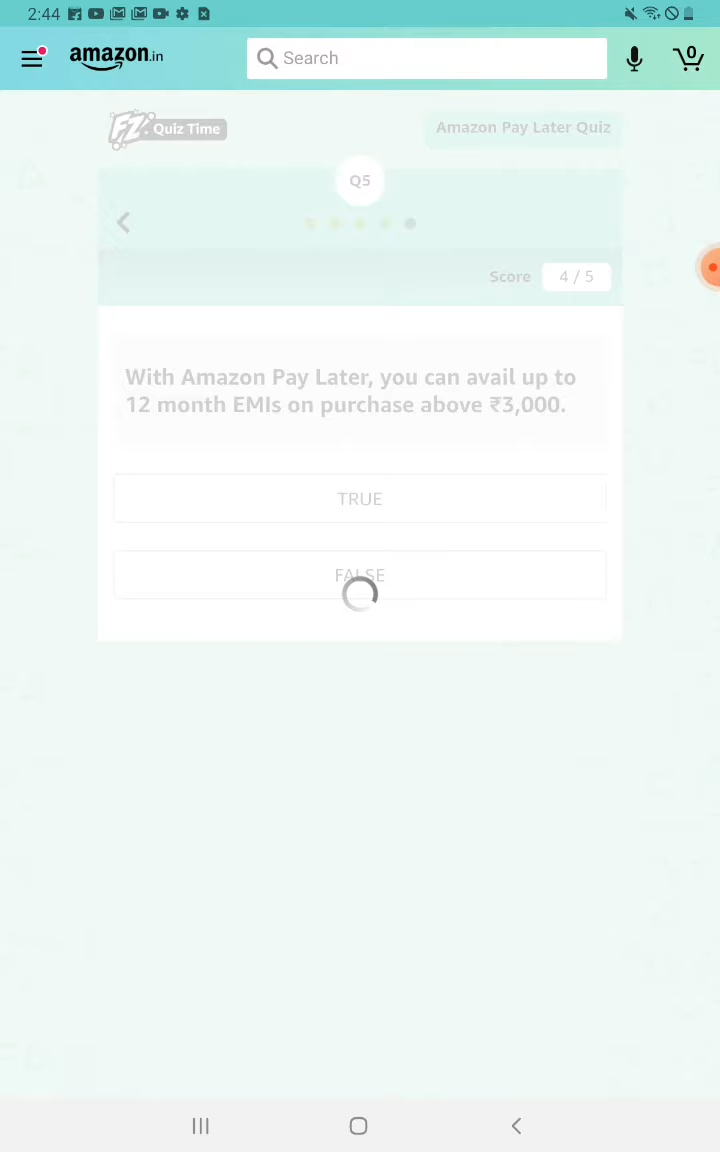 2:44
amazon.in
Search
0
FZ. Quiz Time
Amazon Pay Later Quiz
Q5
Score 4 / 5
With Amazon Pay Later, you can avail up to
12 month EMIs on purchase above ₹3,000.
TRUE
FALSE